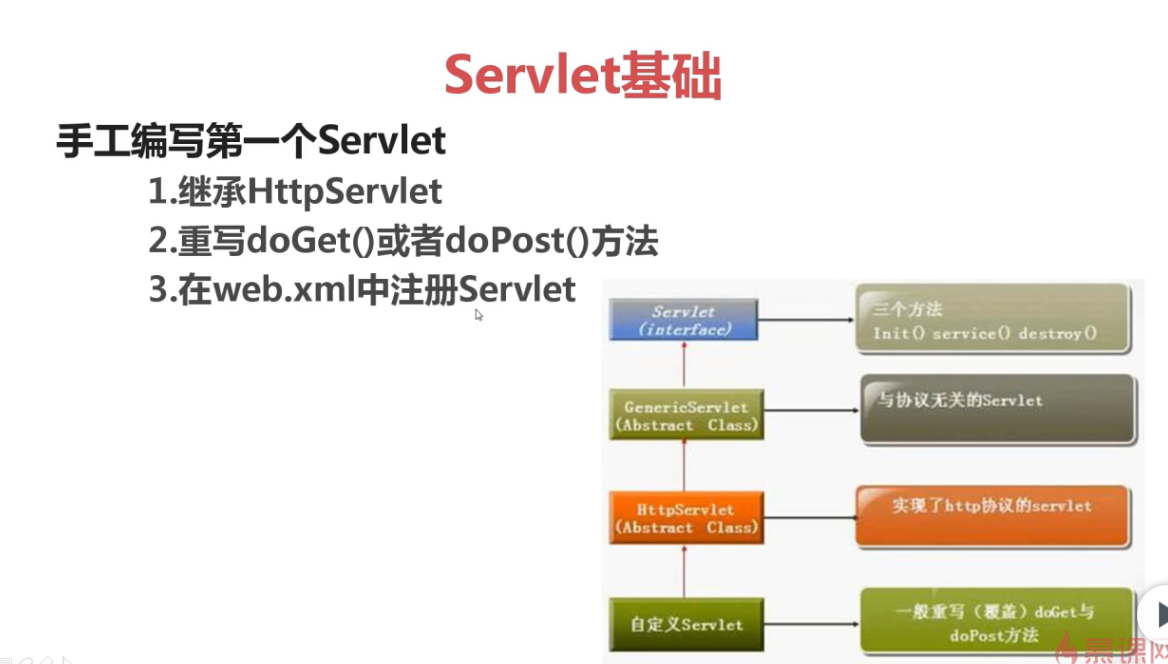 Servlet基础
手工编写第一个Servlet
1.继承HttpServlet
2.重写doGet()或者doPost()方法
3.在web.xml中注册Servlet
Servlet
(interface)
三个方法
Init() service() destroy()
GenericServlet
(Abstract Class)
与协议无关的Servlet
HttpServlet
(Abstract Class)
实现了http协议的servlet
自定义Servlet
一般重写（覆盖）doGet与
doPost方法
慕课网